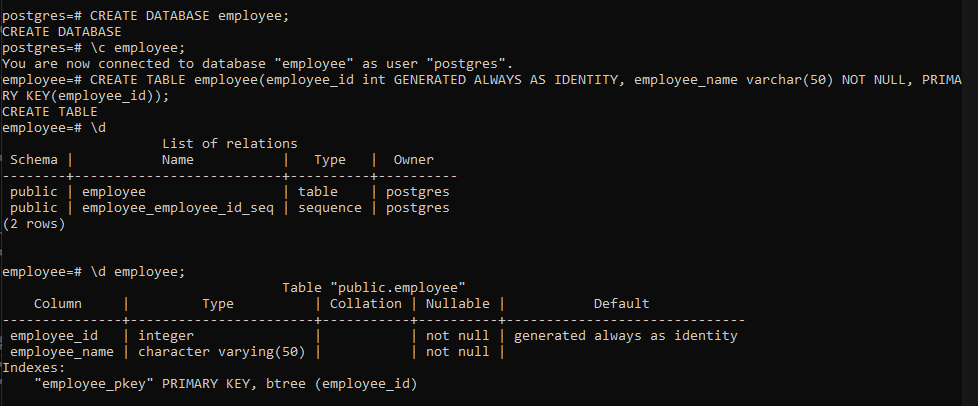 postgres=# CREATE DATABASE employee;
CREATE DATABASE
postgres=# \c employee;
You are now connected to database "employee" as user "postgres".
employee=# CREATE TABLE employee(employee_id int GENERATED ALWAYS AS IDENTITY, employee_name varchar(50) NOT NULL, PRIMA
RY KEY(employee_id));
CREATE TABLE
employee=# \d
                    List of relations
 Schema |           Name           |   Type   |  Owner
--------+--------------------------+----------+----------
 public | employee                 | table    | postgres
 public | employee_employee_id_seq | sequence | postgres
(2 rows)


employee=# \d employee;
                                   Table "public.employee"
    Column     |         Type          | Collation | Nullable |           Default
---------------+-----------------------+-----------+----------+------------------------------
 employee_id   | integer               |           | not null | generated always as identity
 employee_name | character varying(50) |           | not null |
Indexes:
    "employee_pkey" PRIMARY KEY, btree (employee_id)